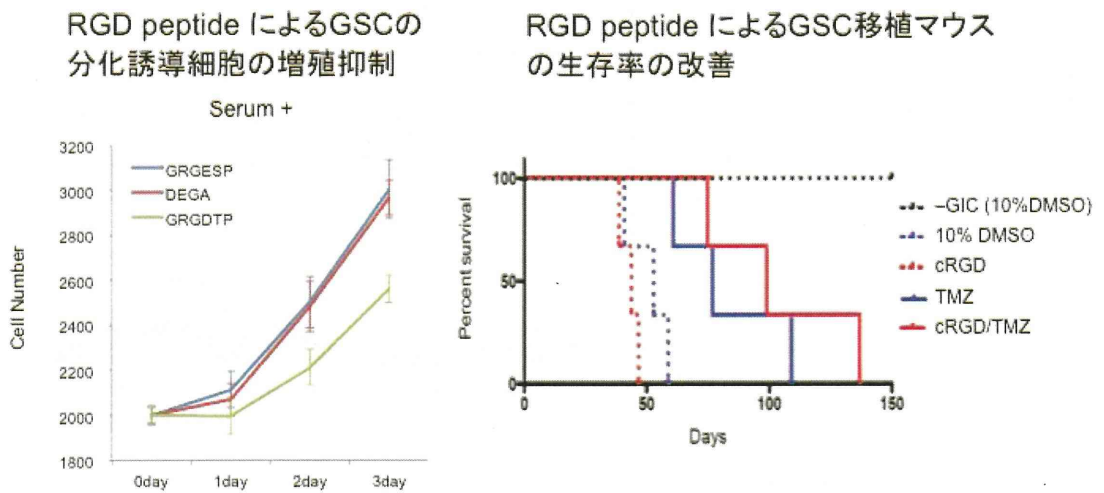 RGD peptide によるGSCの
分化誘導細胞の増殖抑制
Serum +
3200
3000
2800
2600
2400
2200
2000
1800
Cell Number
GRGESP
DEGA
GRGDTP
0day 1day 2day 3day
RGD peptide によるGSC移植マウス
の生存率の改善
100
50
0
Percent survival
0 50 100 150
Days
–GIC (10%DMSO)
10% DMSO
cRGD
TMZ
cRGD/TMZ